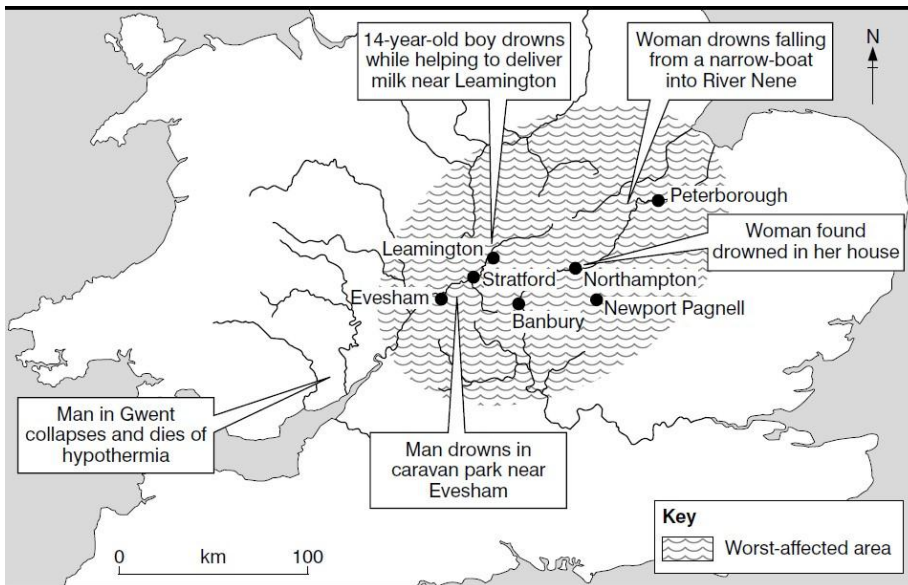 14-year-old boy drowns
while helping to deliver
milk near Leamington
Woman drowns falling
from a narrow-boat
into River Nene
N
Peterborough
Woman found
drowned in her house
Leamington
Stratford
Northampton
Evesham
Newport Pagnell
Banbury
Man in Gwent
collapses and dies of
hypothermia
Man drowns in
caravan park near
Evesham
0 km 100
Key
Worst-affected area